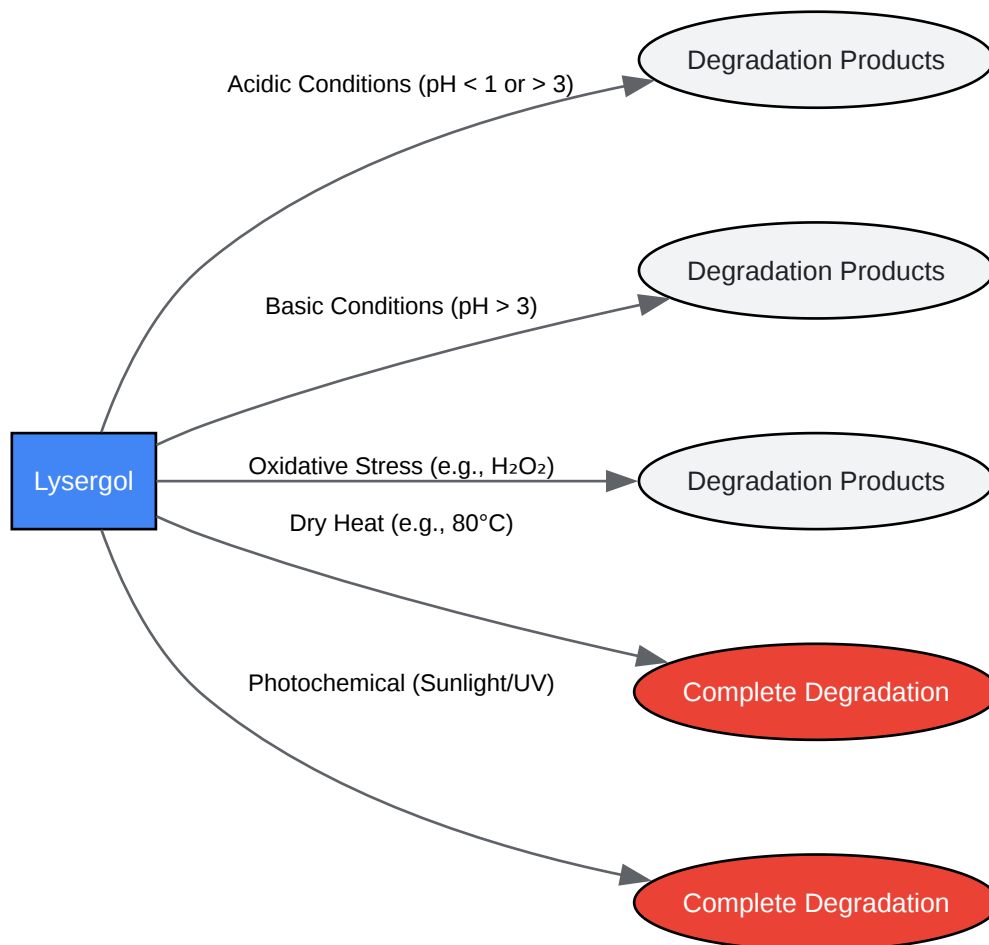 Degradation Products
Acidic Conditions (pH < 1 or > 3)
Degradation Products
Basic Conditions (pH > 3)
Lysergol
Oxidative Stress (e.g., H₂O₂)
Degradation Products
Dry Heat (e.g., 80°C)
Photochemical (Sunlight/UV)
Complete Degradation
Complete Degradation